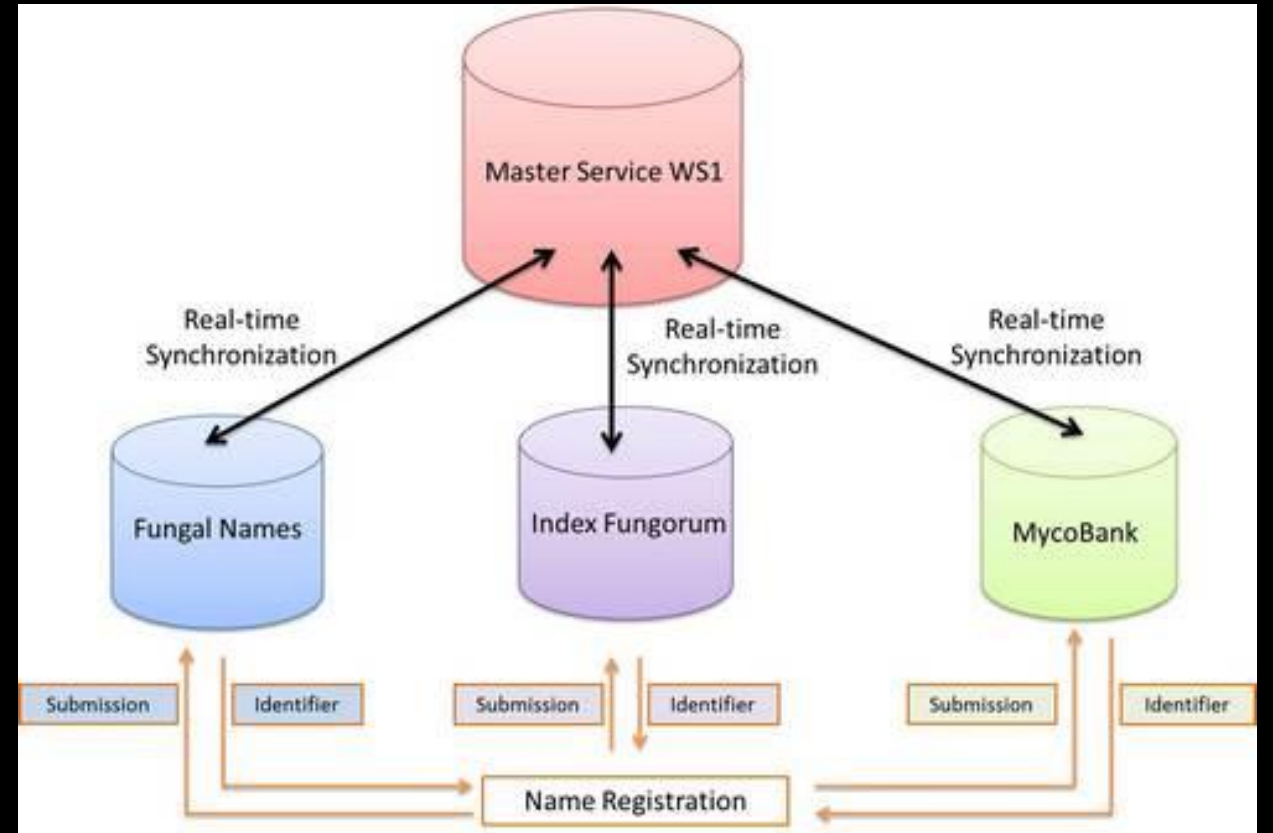 Master Service WS1
Real-time
Synchronization
Real-time
Synchronization
Real-time
Synchronization
Fungal Names
Index Fungorum
MycoBank
Submission
Identifier
Submission
Identifier
Submission
Identifier
Name Registration